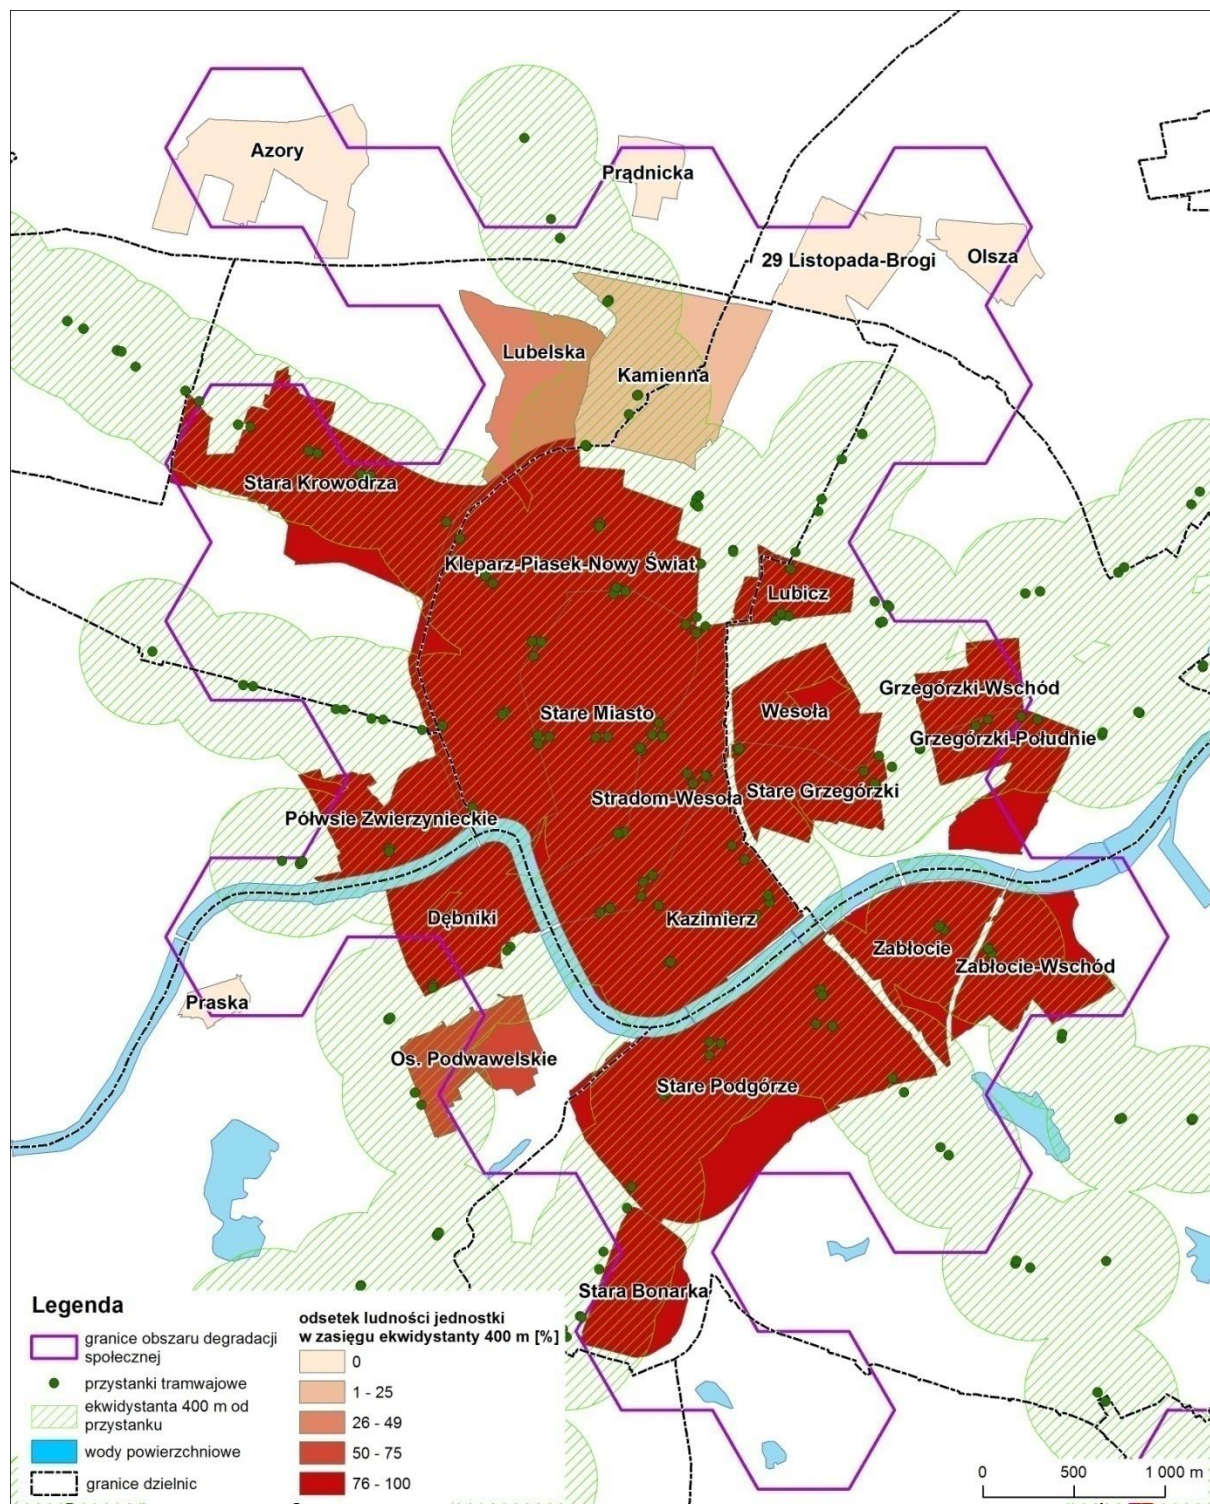 Azory
Prądnicka
29 Listopada-Brogi
Olsza
Lubelska
Kamienna
Stara Krowodrza
Kleparz-Piasek-Nowy Świat
Lubicz
Grzegórzki-Wschód
Wesoła
Stare Miasto
Grzegórzki-Południe
Stare Grzegórzki
Stradom-Wesoła
Półwsie Zwierzynieckie
Dębniki
Kazimierz
Zabłocie
Zabłocie-Wschód
Praska
Os. Podwawelskie
Stare Podgórze
Stara Bonarka
Legenda
granice obszaru degradacji
społecznej
przystanki tramwajowe
ekwidystanta 400 m od
przystanku
wody powierzchniowe
granice dzielnic
odsetek ludności jednostki
w zasięgu ekwidystanty 400 m [%]
0
1 - 25
26 - 49
50 - 75
76 - 100
0 500 1 000 m